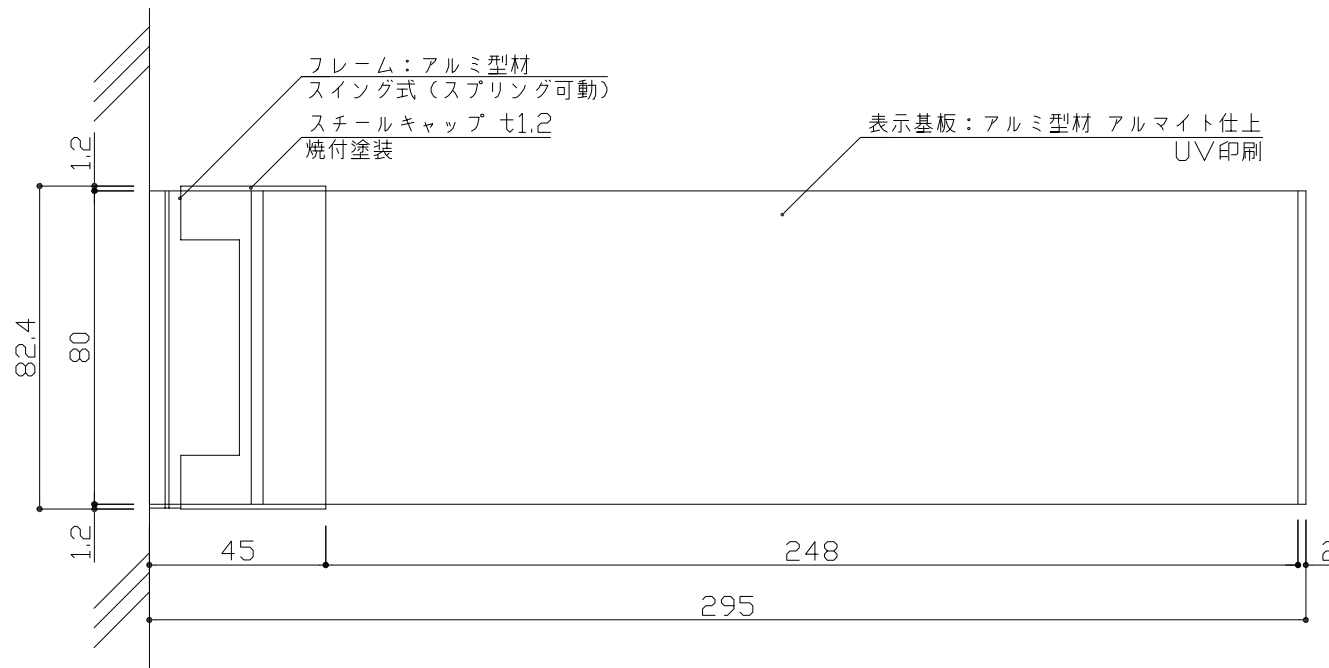 フレーム：アルミ型材
スイング式（スプリング可動）
スチールキャップ t1.2
焼付塗装
表示基板：アルミ型材 アルマイト仕上
UV印刷
1.2
82.4
80
1.2
45
248
2
295